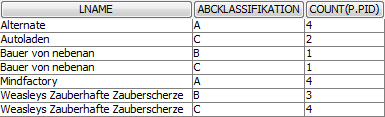 LNAME ABCKLASSIFIKATION COUNT(P.PID)
Alternate A 4
Autoladen C 2
Bauer von nebenan B 1
Bauer von nebenan C 1
Mindfactory A 4
Weasleys Zauberhafte Zauberscherze B 3
Weasleys Zauberhafte Zauberscherze C 4